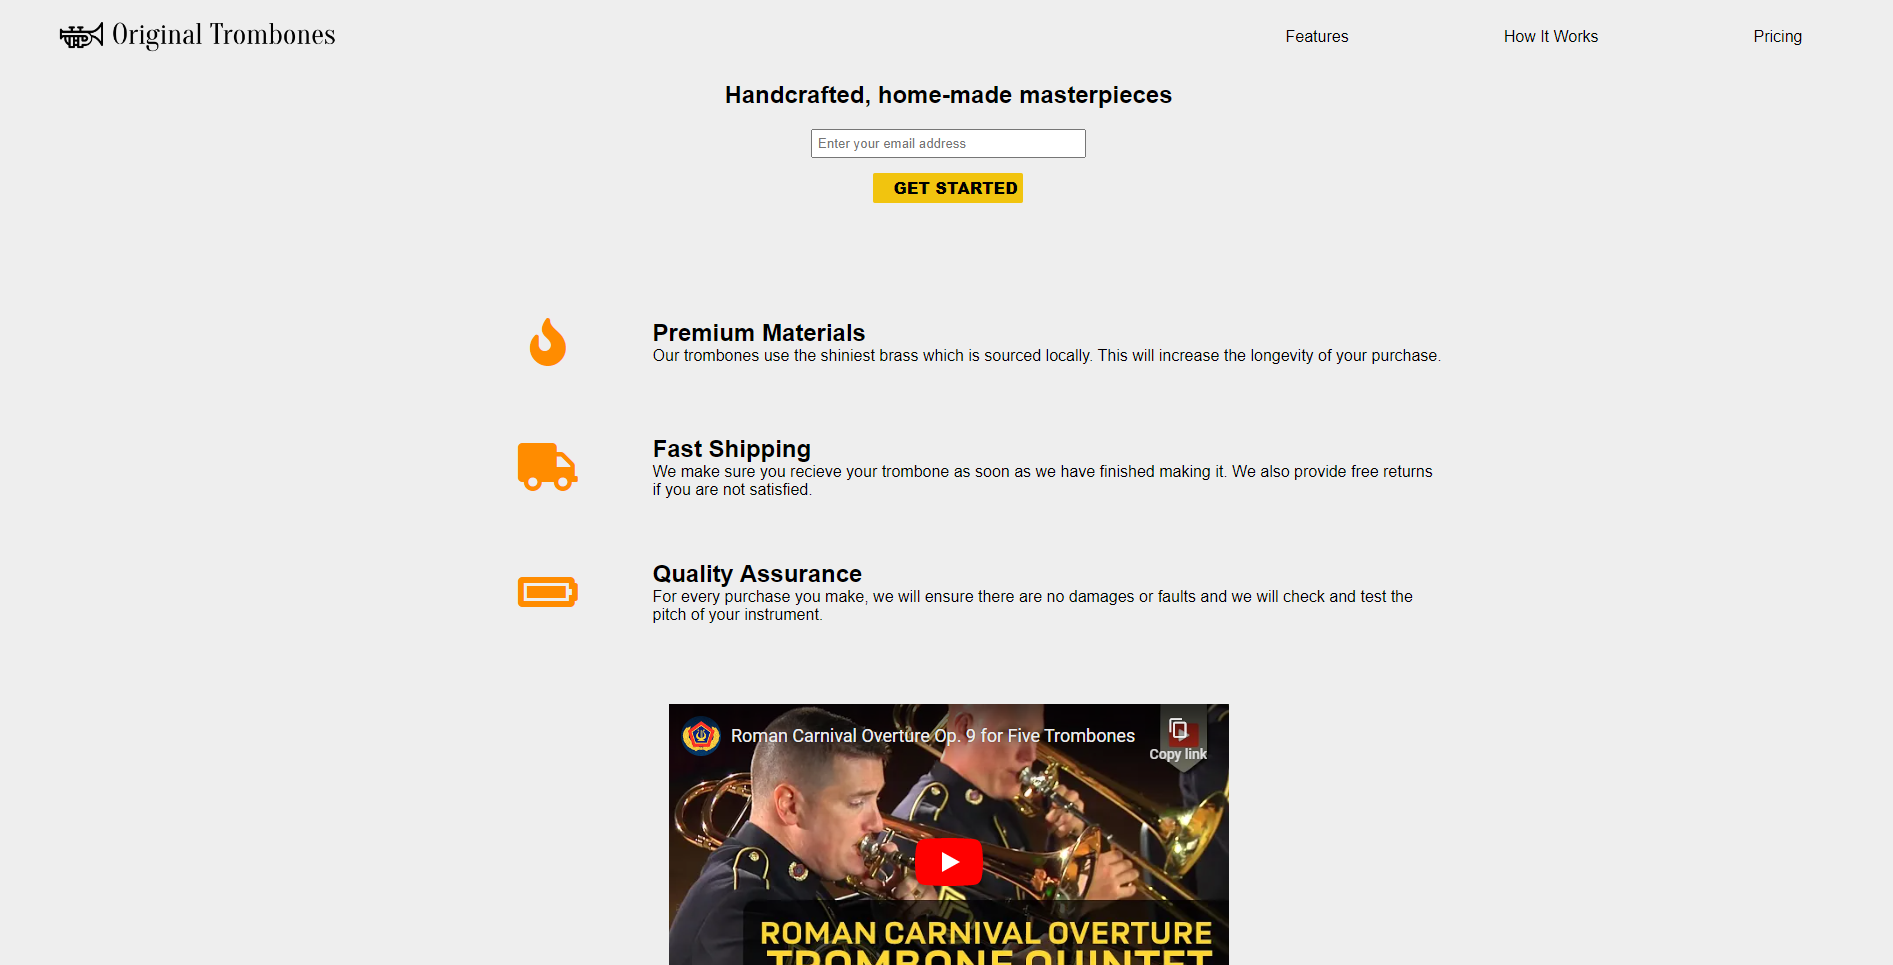 Original Trombones
Features
How It Works
Pricing
Handcrafted, home-made masterpieces
Enter your email address
GET STARTED
Premium Materials
Our trombones use the shiniest brass which is sourced locally. This will increase the longevity of your purchase.
Fast Shipping
We make sure you recieve your trombone as soon as we have finished making it. We also provide free returns
if you are not satisfied.
Quality Assurance
For every purchase you make, we will ensure there are no damages or faults and we will check and test the
pitch of your instrument.
Roman Carnival Overture Op. 9 for Five Trombones
Copy link
ROMAN CARNIVAL OVERTURE
TROMBONE QUINTET